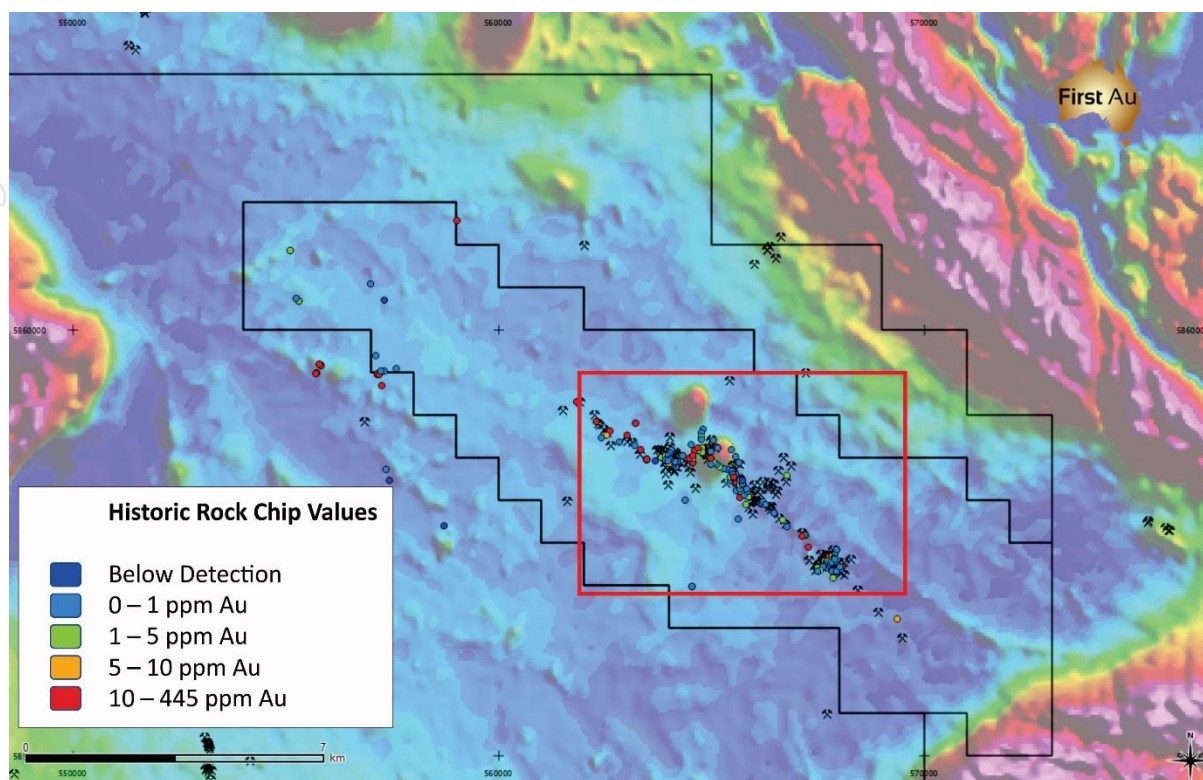 550000
560000
570000
First Au
5860000
5860000
Historic Rock Chip Values
Below Detection
0 – 1 ppm Au
1 – 5 ppm Au
5 – 10 ppm Au
10 – 445 ppm Au
0
7
km
N
550000
560000
570000